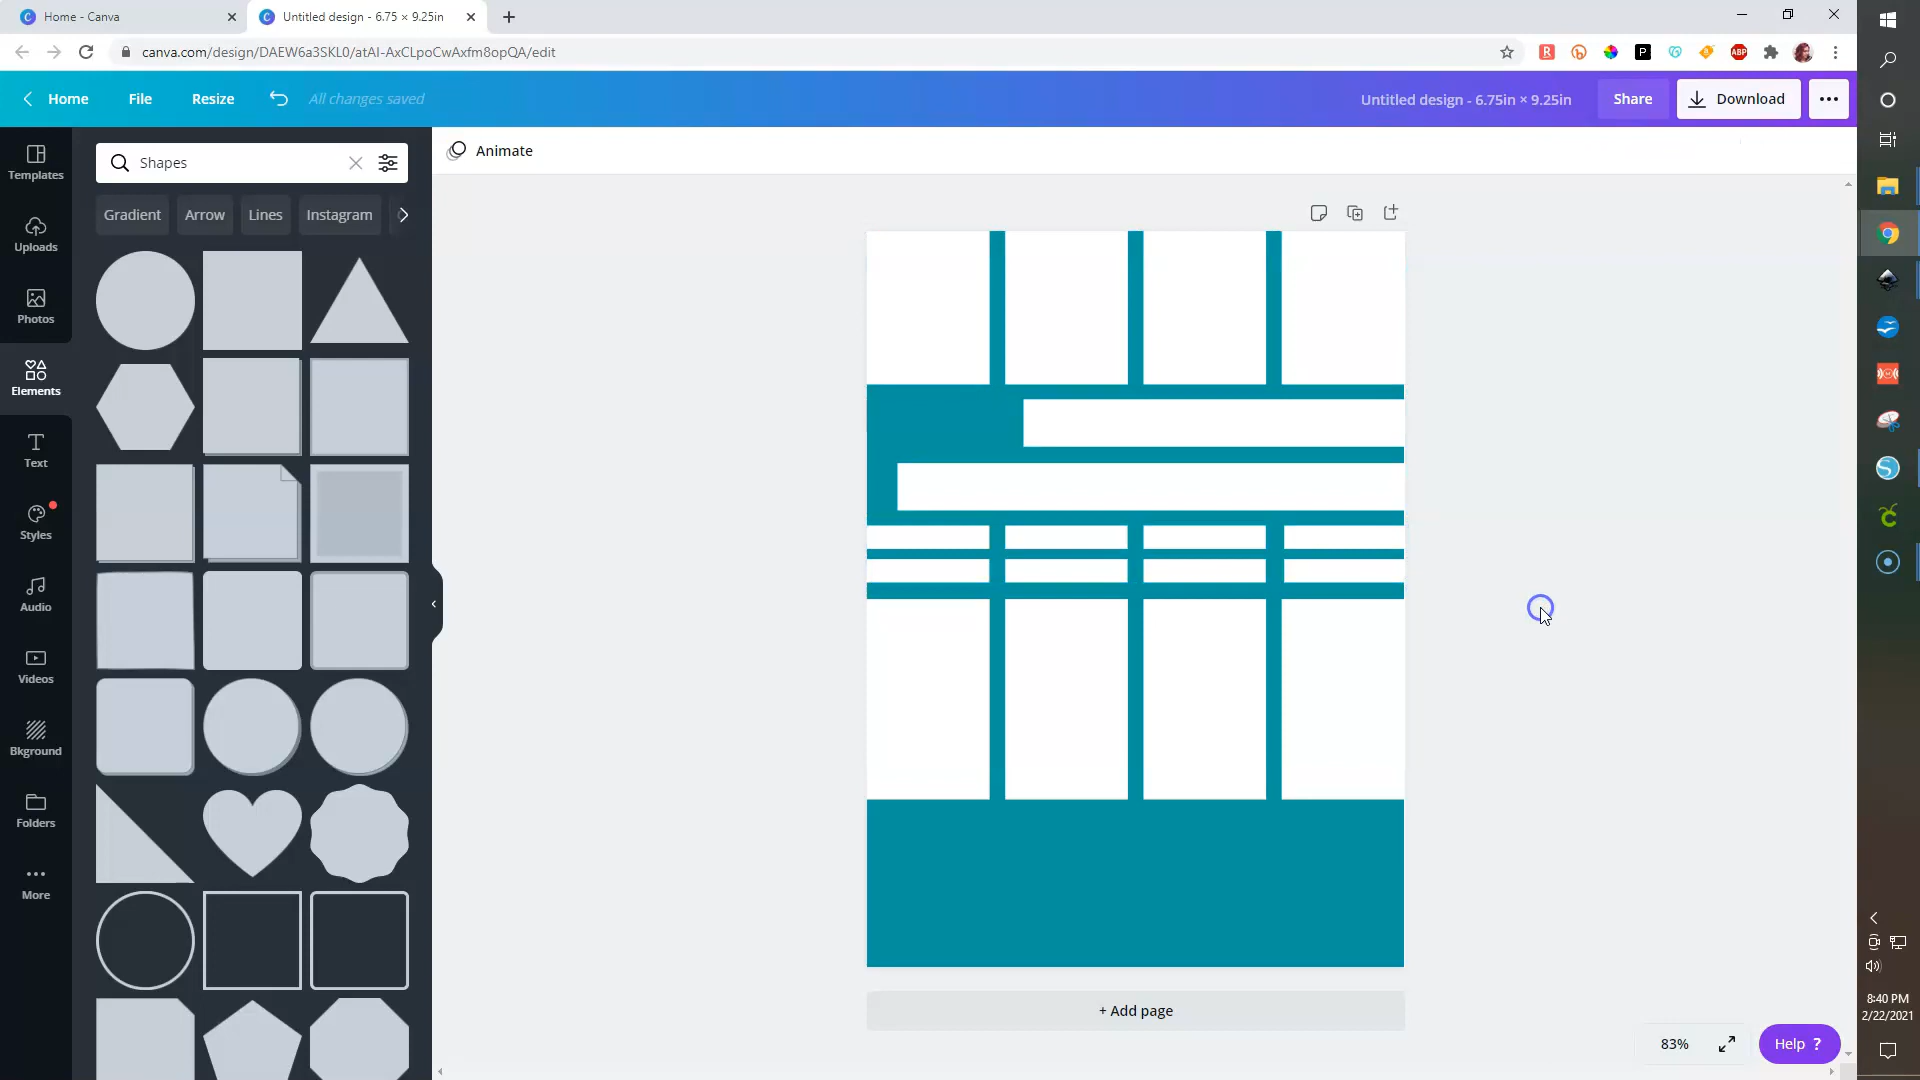 Home - Canva
Untitled design - 6.75 × 9.25in
canva.com/design/DAEW6a3SKL0/atAI-AxCLpoCwAxfm8opQA/edit
Home
File
Resize
All changes saved
Untitled design - 6.75in × 9.25in
Share
Download
Templates
Uploads
Photos
Elements
Text
Styles
Audio
Videos
Bkground
Folders
More
Shapes
Gradient
Arrow
Lines
Instagram
Animate
+ Add page
83%
Help ?
ABP
8:40 PM
2/22/2021